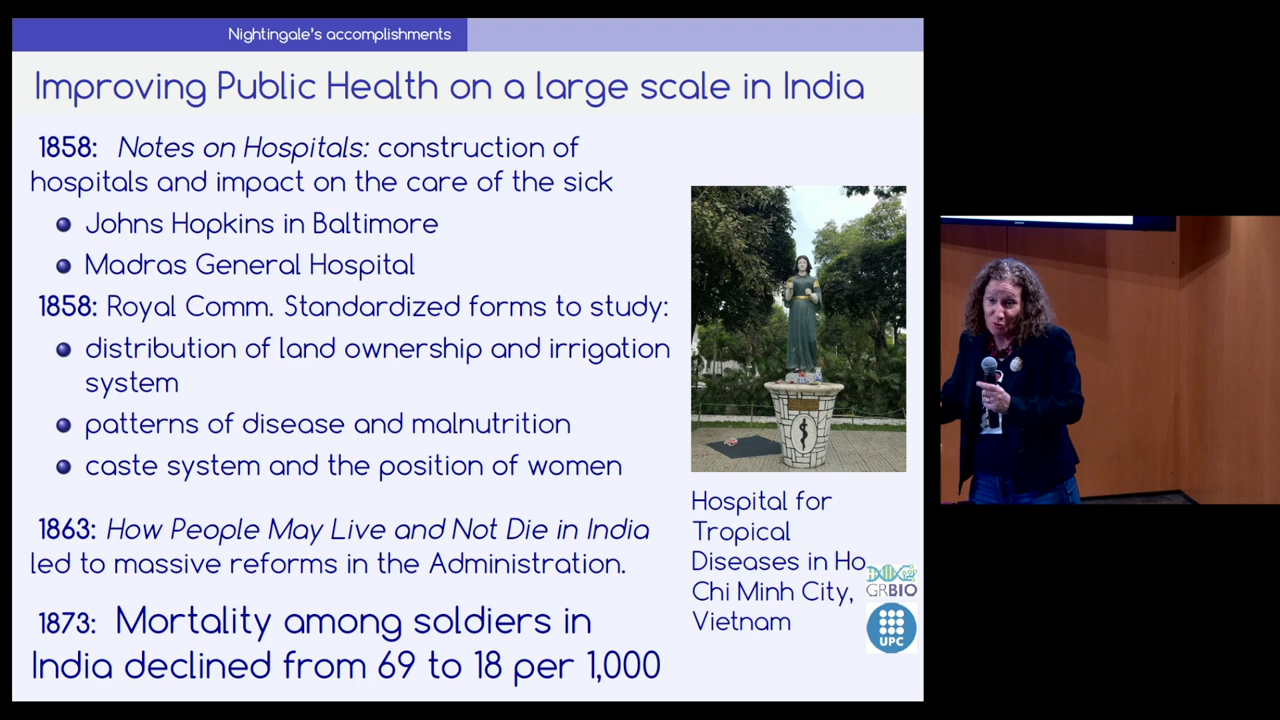 Nightingale's accomplishments
Improving Public Health on a large scale in India
1858: Notes on Hospitals: construction of
hospitals and impact on the care of the sick
Johns Hopkins in Baltimore
Madras General Hospital
1858: Royal Comm. Standardized forms to study:
distribution of land ownership and irrigation
system
patterns of disease and malnutrition
caste system and the position of women
1863: How People May Live and Not Die in India
led to massive reforms in the Administration.
1873: Mortality among soldiers in
India declined from 69 to 18 per 1,000
Hospital for
Tropical
Diseases in Ho
Chi Minh City,
Vietnam
GRBIO
UPC